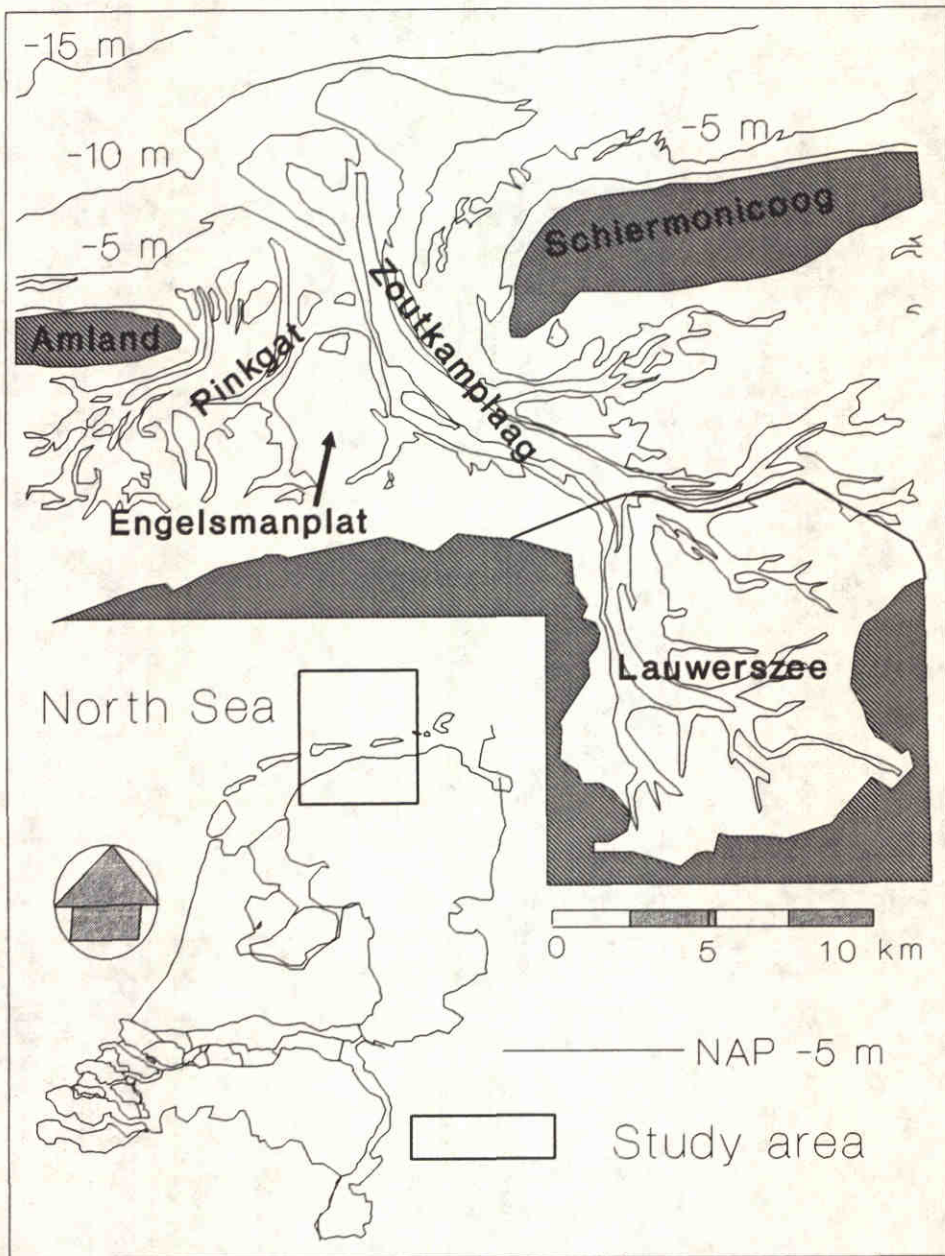 -15 m
-5 m
-10 m
Schiermonicoog
-5 m
Zoutkamplaag
Amland
Pinkgat
Engelsmanplat
Lauwerszee
North Sea
0 5 10 km
NAP -5 m
Study area